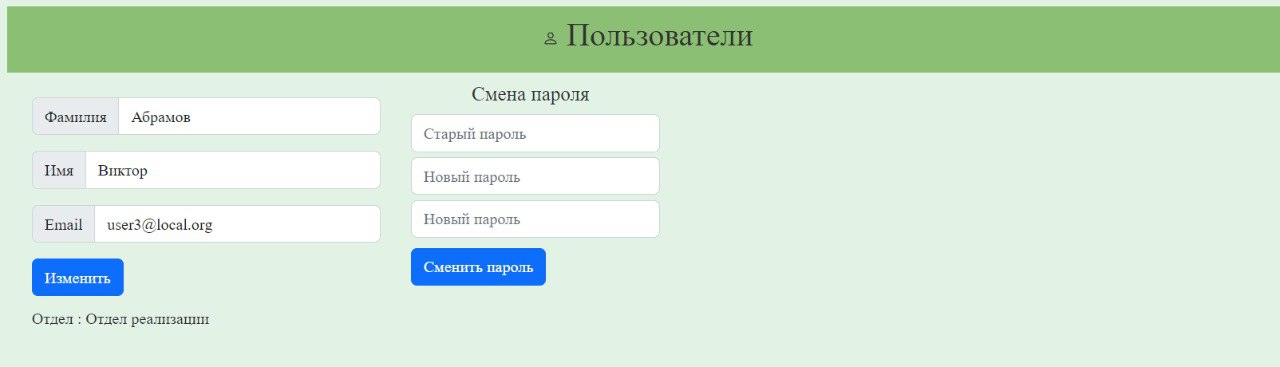 Пользователи
Фамилия Абрамов
Имя Виктор
Email user3@local.org
Изменить
Отдел : Отдел реализации
Смена пароля
Старый пароль
Новый пароль
Новый пароль
Сменить пароль